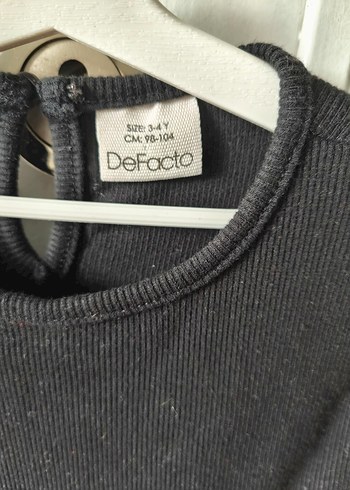 SIZE: 3-4 Y
CM: 98-104
DeFacto